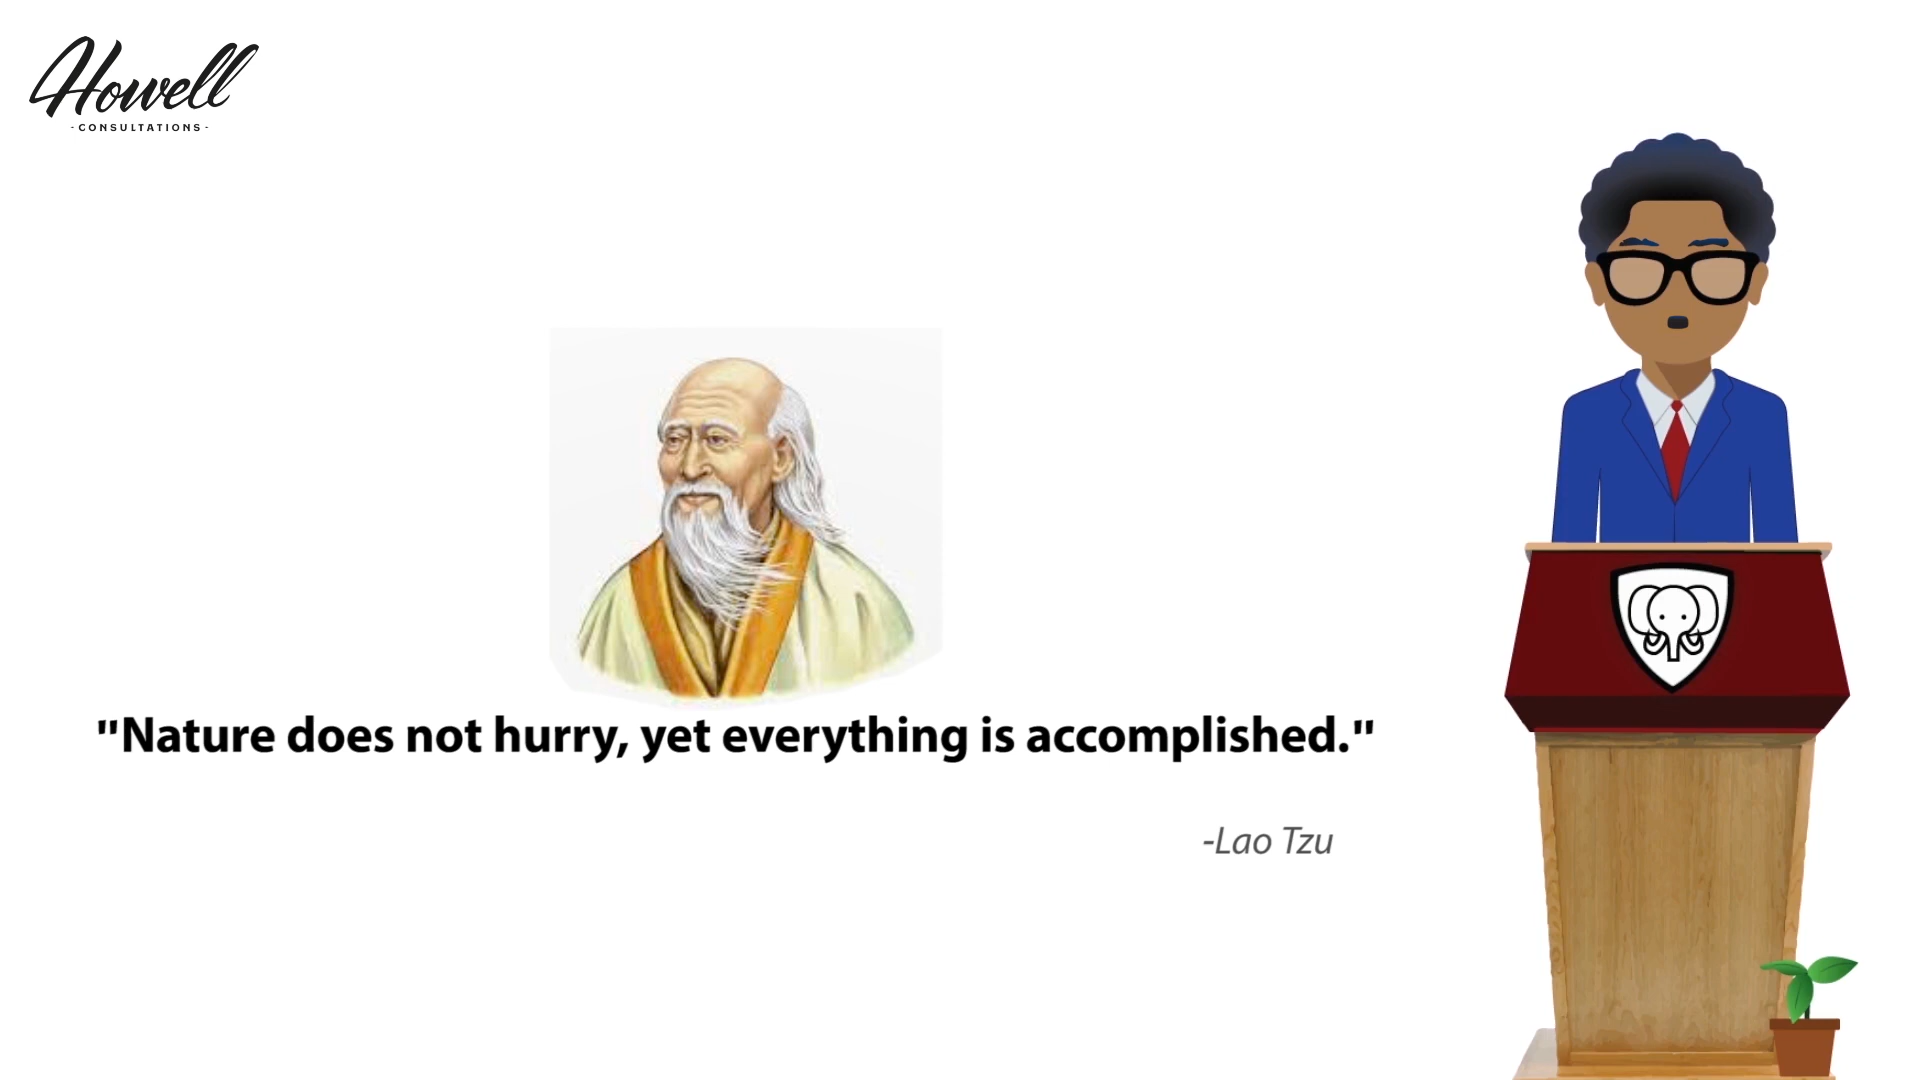 Howell
-CONSULTATIONS-
"Nature does not hurry, yet everything is accomplished."
-Lao Tzu